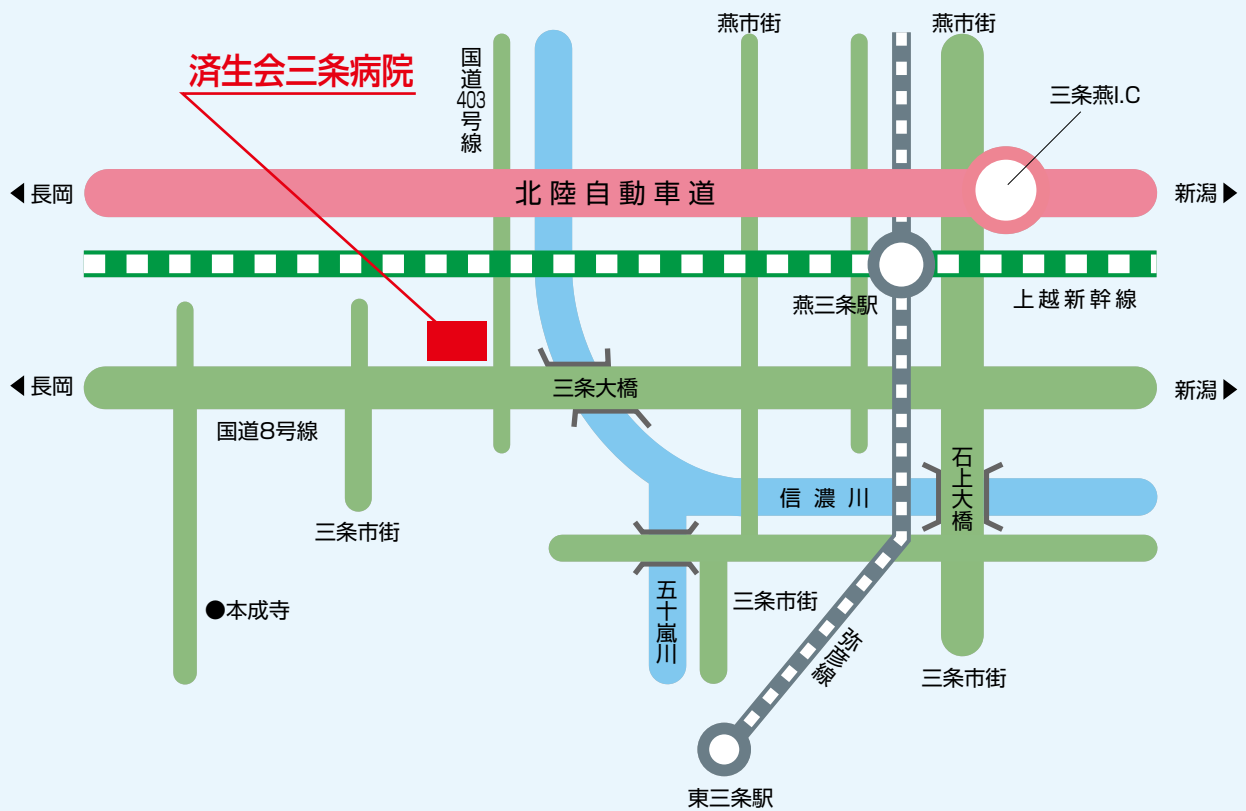 燕市街
燕市街
済生会三条病院
国道403号線
三条燕I.C
◀長岡
北陸自動車道
新潟▶
燕三条駅
上越新幹線
◀長岡
三条大橋
新潟▶
国道8号線
石上大橋
信濃川
三条市街
五十嵐川
三条市街
●本成寺
弥彦線
三条市街
東三条駅